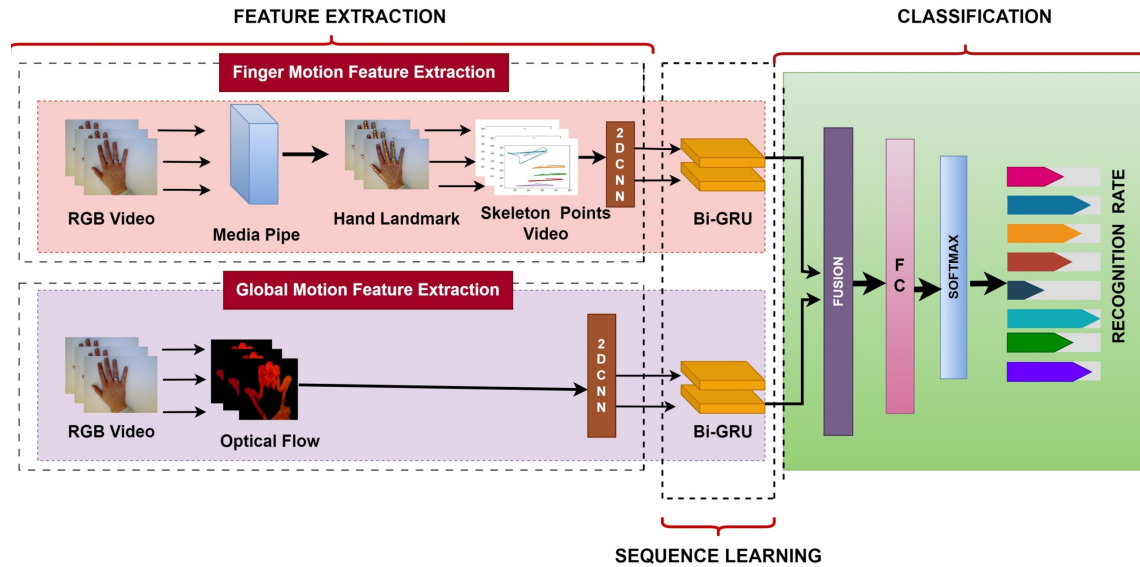 FEATURE EXTRACTION
CLASSIFICATION
Finger Motion Feature Extraction
RGB Video
Media Pipe
Hand Landmark
Skeleton Points
Video
2
D
C
N
N
Bi-GRU
Global Motion Feature Extraction
RGB Video
Optical Flow
2
D
C
N
N
Bi-GRU
FUSION
F
C
SOFTMAX
RECOGNITION RATE
SEQUENCE LEARNING